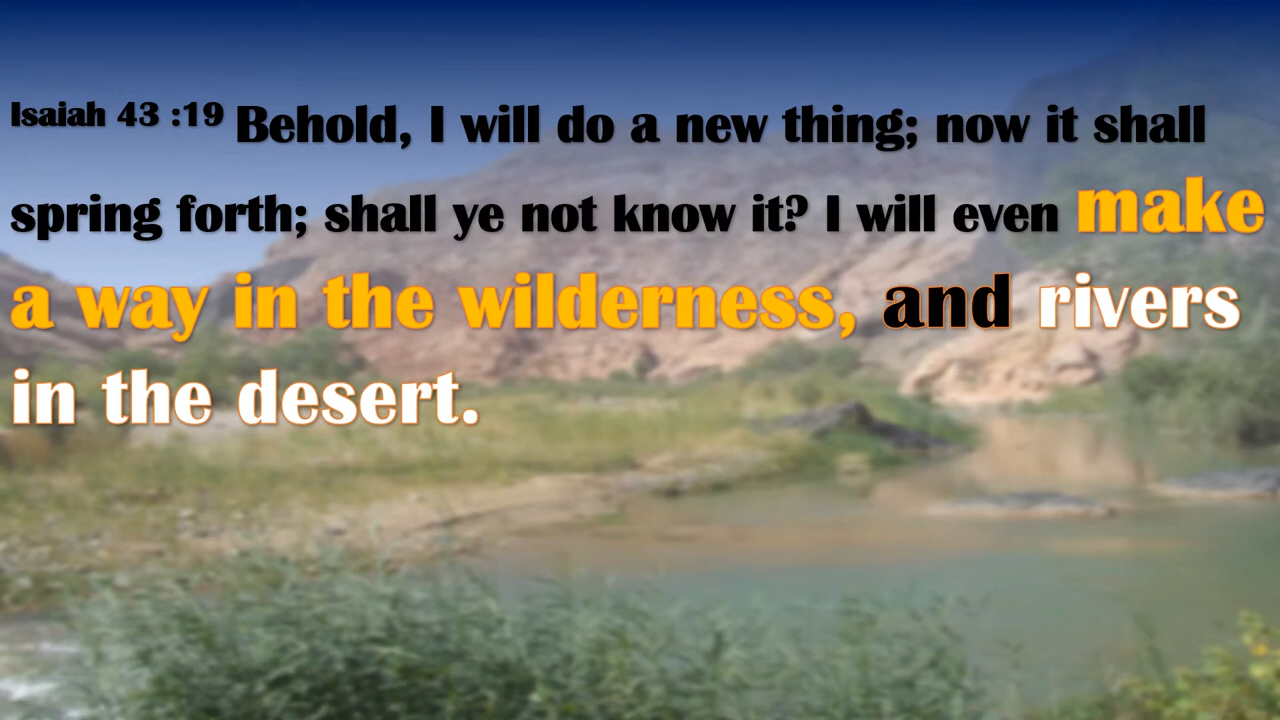 Isaiah 43 :19 Behold, I will do a new thing; now it shall
spring forth; shall ye not know it? I will even make
a way in the wilderness, and rivers
in the desert.